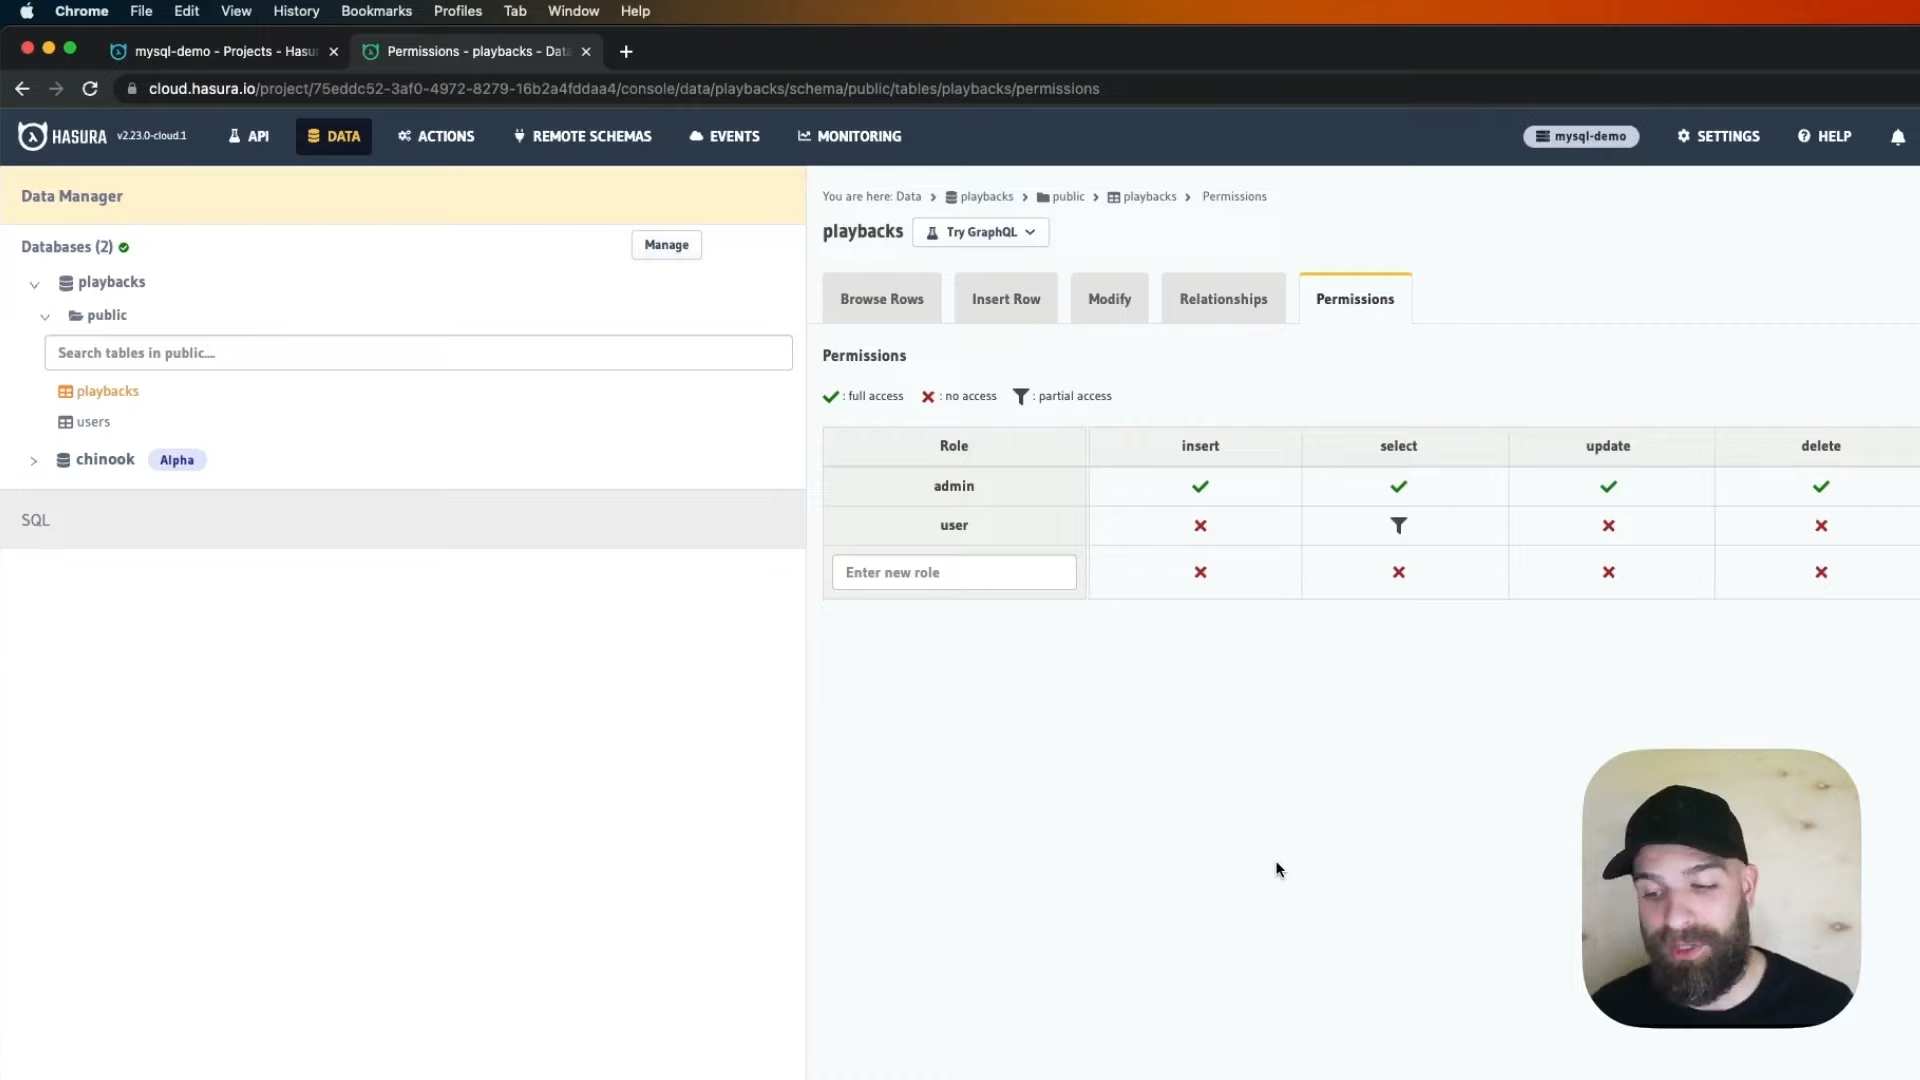 Chrome File Edit View History Bookmarks Profiles Tab Window Help
mysql-demo - Projects - Hasu
Permissions - playbacks - Data
cloud.hasura.io/project/75eddc52-3af0-4972-8279-16b2a4fddaa4/console/data/playbacks/schema/public/tables/playbacks/permissions
HASURA v2.23.0-cloud.1 API DATA ACTIONS REMOTE SCHEMAS EVENTS MONITORING mysql-demo SETTINGS HELP
Data Manager
Databases (2)
Manage
playbacks
public
Search tables in public....
playbacks
users
chinook Alpha
SQL
You are here: Data > playbacks > public > playbacks > Permissions
playbacks Try GraphQL
Browse Rows Insert Row Modify Relationships Permissions
Permissions
: full access : no access : partial access
Role insert select update delete
admin
user
Enter new role